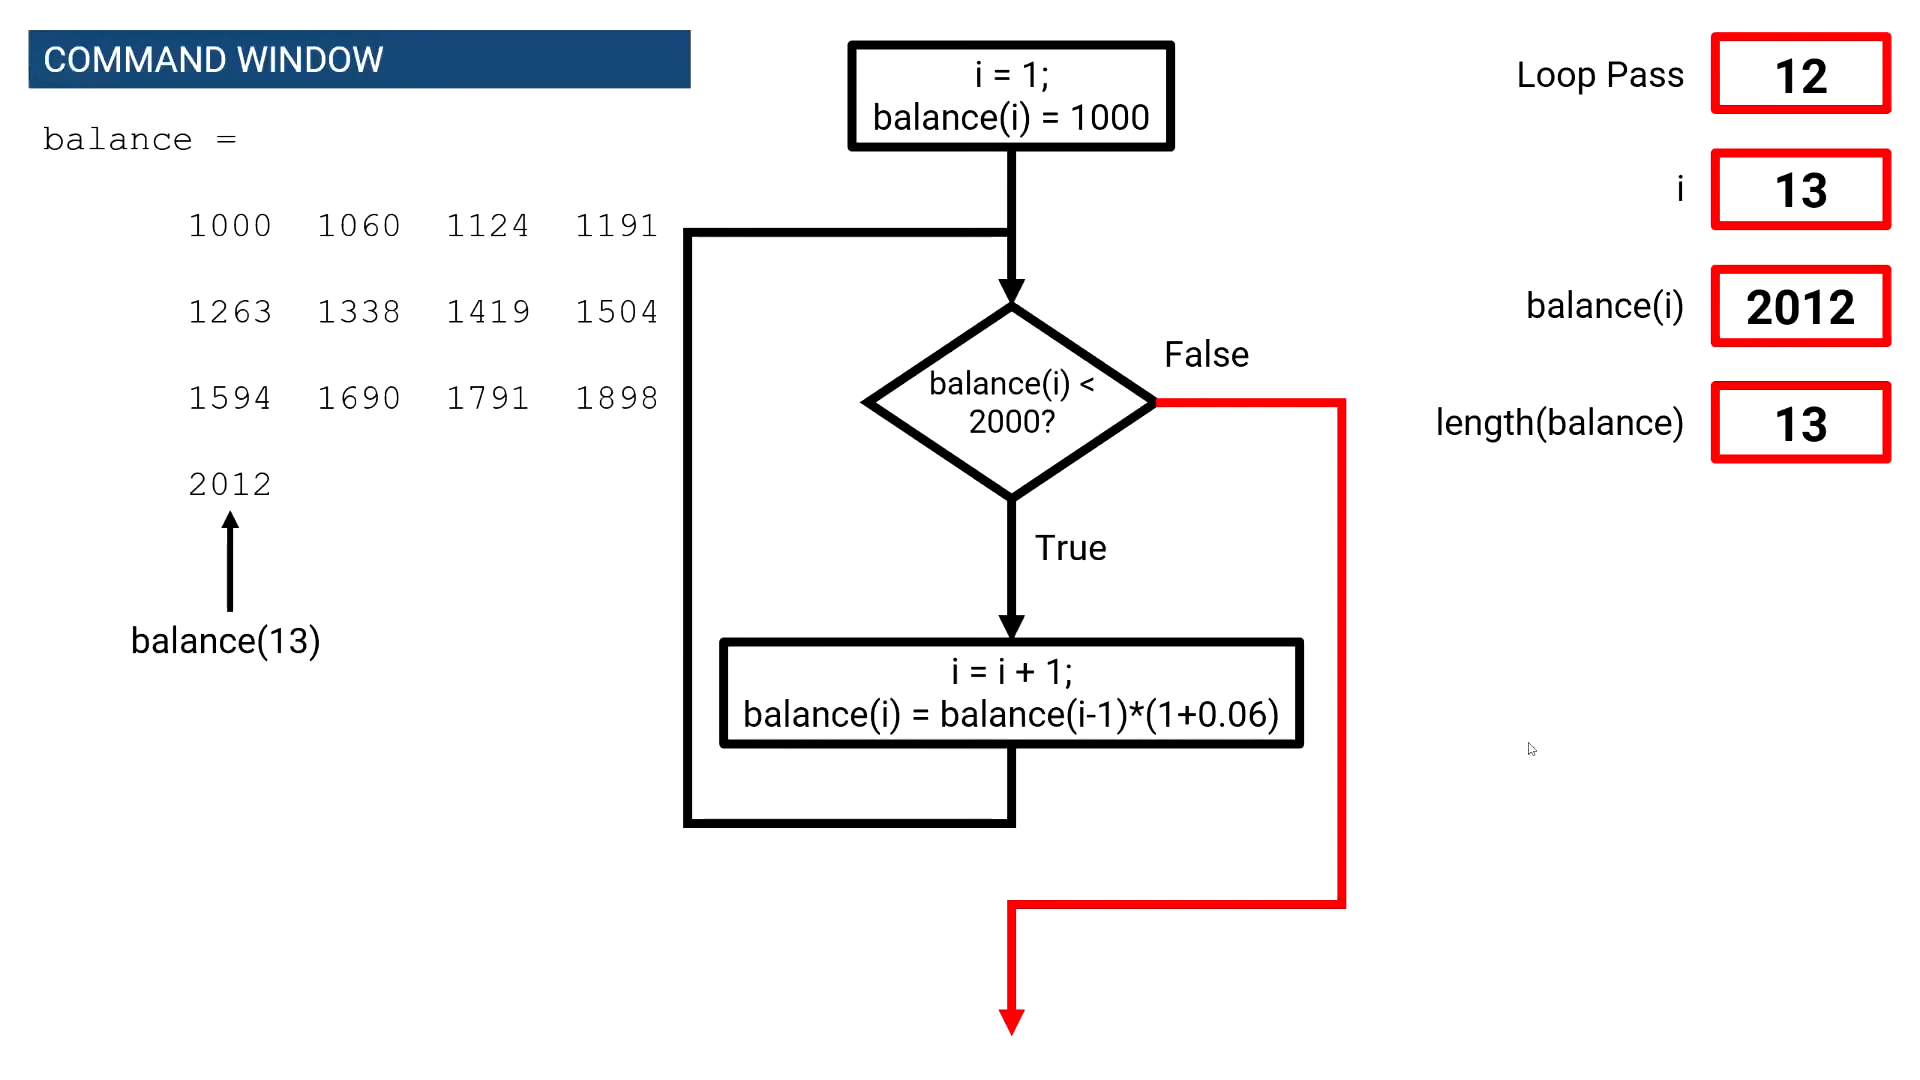 COMMAND WINDOW
balance =
1000 1060 1124 1191
1263 1338 1419 1504
1594 1690 1791 1898
2012
balance(13)
i = 1;
balance(i) = 1000
balance(i) <
2000?
False
True
i = i + 1;
balance(i) = balance(i-1)*(1+0.06)
Loop Pass 12
i 13
balance(i) 2012
length(balance) 13